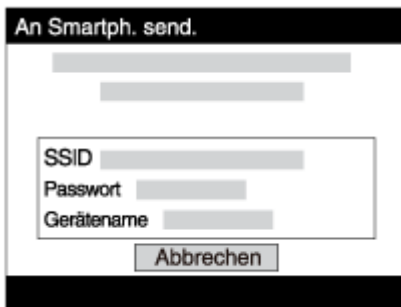 An Smartph. send.
SSID
Passwort
Gerätename
Abbrechen